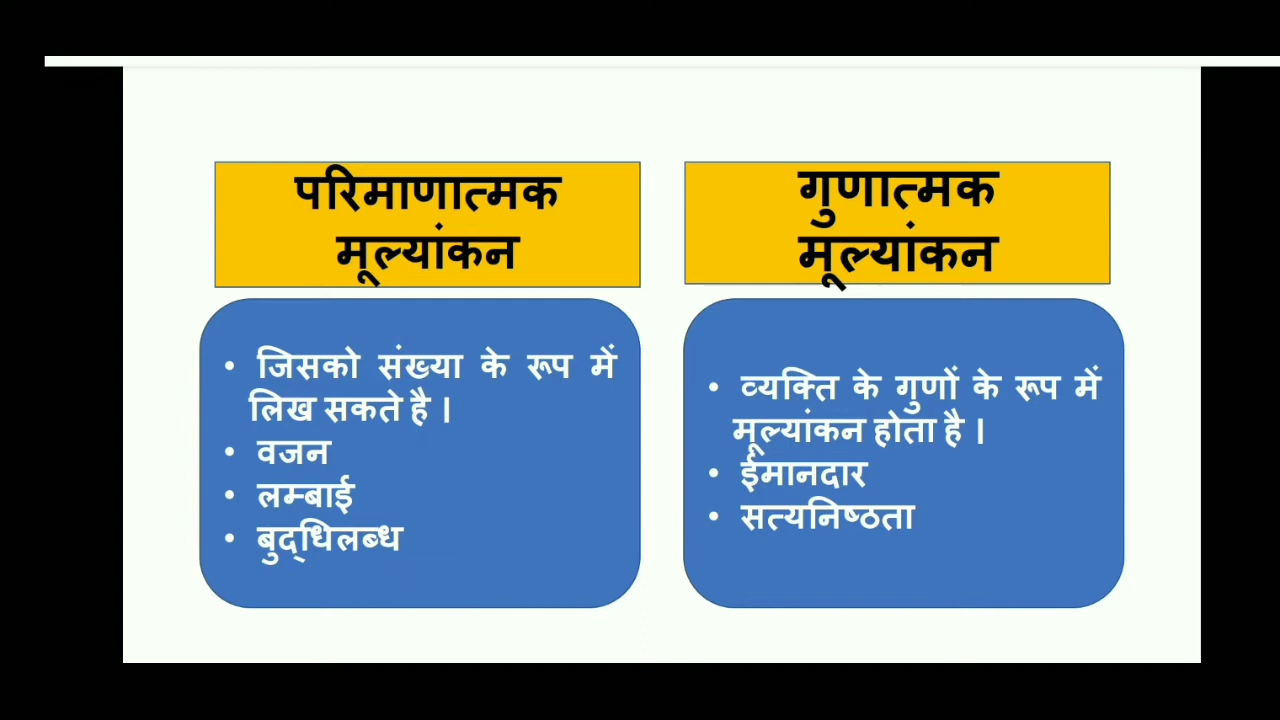 परिमाणात्मक
मूल्यांकन
• जिसको संख्या के रूप में
लिख सकते है ।
• वजन
• लम्बाई
• बुद्धिलब्ध
गुणात्मक
मूल्यांकन
• व्यक्ति के गुणों के रूप में
मूल्यांकन होता है ।
• ईमानदार
• सत्यनिष्ठता